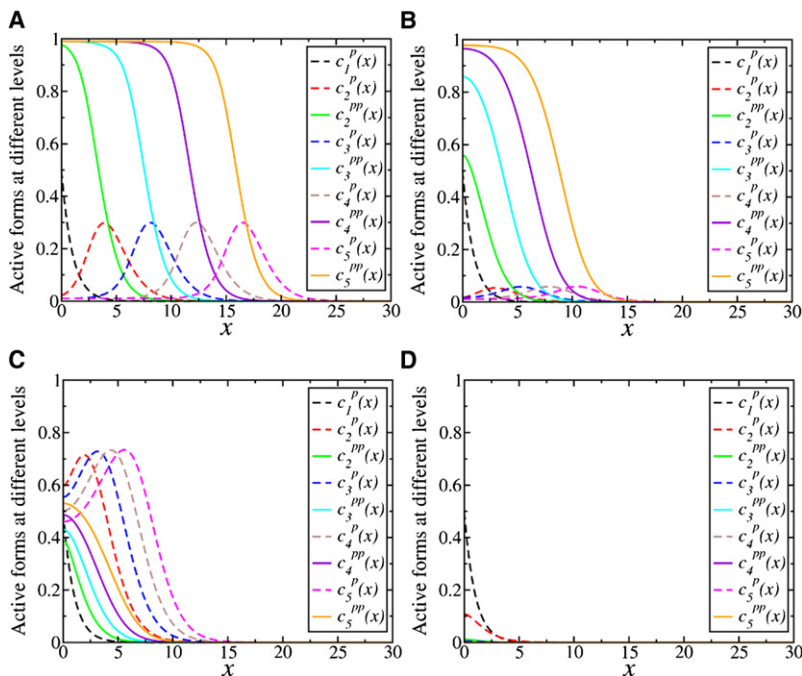 A
Active forms at different levels
1
0.8
0.6
0.4
0.2
0
0 5 10 15 20 25 30
x
c₁ᵖ(x)
c₂ᵖ(x)
c₂ᵖᵖ(x)
c₃ᵖ(x)
c₃ᵖᵖ(x)
c₄ᵖ(x)
c₄ᵖᵖ(x)
c₅ᵖ(x)
c₅ᵖᵖ(x)
B
Active forms at different levels
1
0.8
0.6
0.4
0.2
0
0 5 10 15 20 25 30
x
c₁ᵖ(x)
c₂ᵖ(x)
c₂ᵖᵖ(x)
c₃ᵖ(x)
c₃ᵖᵖ(x)
c₄ᵖ(x)
c₄ᵖᵖ(x)
c₅ᵖ(x)
c₅ᵖᵖ(x)
C
Active forms at different levels
1
0.8
0.6
0.4
0.2
0
0 5 10 15 20 25 30
x
c₁ᵖ(x)
c₂ᵖ(x)
c₂ᵖᵖ(x)
c₃ᵖ(x)
c₃ᵖᵖ(x)
c₄ᵖ(x)
c₄ᵖᵖ(x)
c₅ᵖ(x)
c₅ᵖᵖ(x)
D
Active forms at different levels
1
0.8
0.6
0.4
0.2
0
0 5 10 15 20 25 30
x
c₁ᵖ(x)
c₂ᵖ(x)
c₂ᵖᵖ(x)
c₃ᵖ(x)
c₃ᵖᵖ(x)
c₄ᵖ(x)
c₄ᵖᵖ(x)
c₅ᵖ(x)
c₅ᵖᵖ(x)